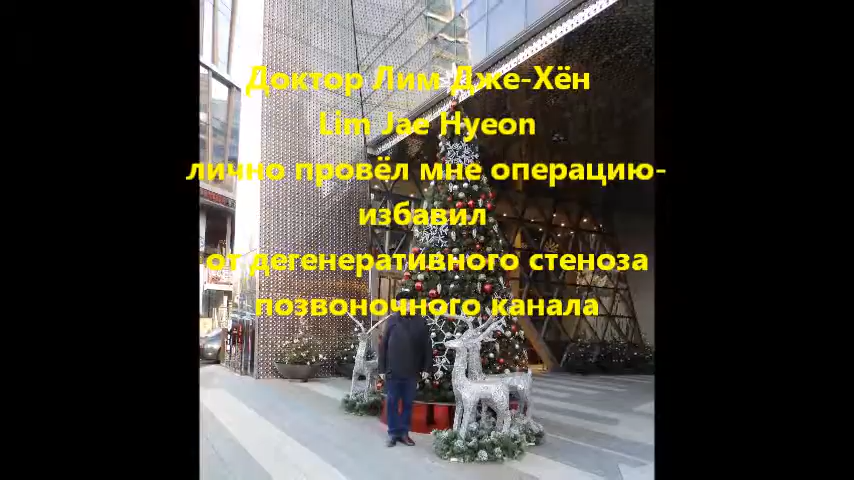 Доктор Лим Дже-Хён
Lim Jae Hyeon
лично провёл мне операцию-
избавил
от дегенеративного стеноза
позвоночного канала